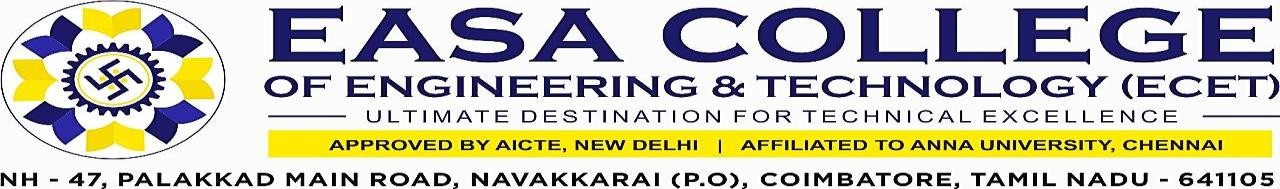 EASA COLLEGE
OF ENGINEERING & TECHNOLOGY (ECET)
ULTIMATE DESTINATION FOR TECHNICAL EXCELLENCE
APPROVED BY AICTE, NEW DELHI | AFFILIATED TO ANNA UNIVERSITY, CHENNAI
NH - 47, PALAKKAD MAIN ROAD, NAVAKKARAI (P.O), COIMBATORE, TAMIL NADU - 641105